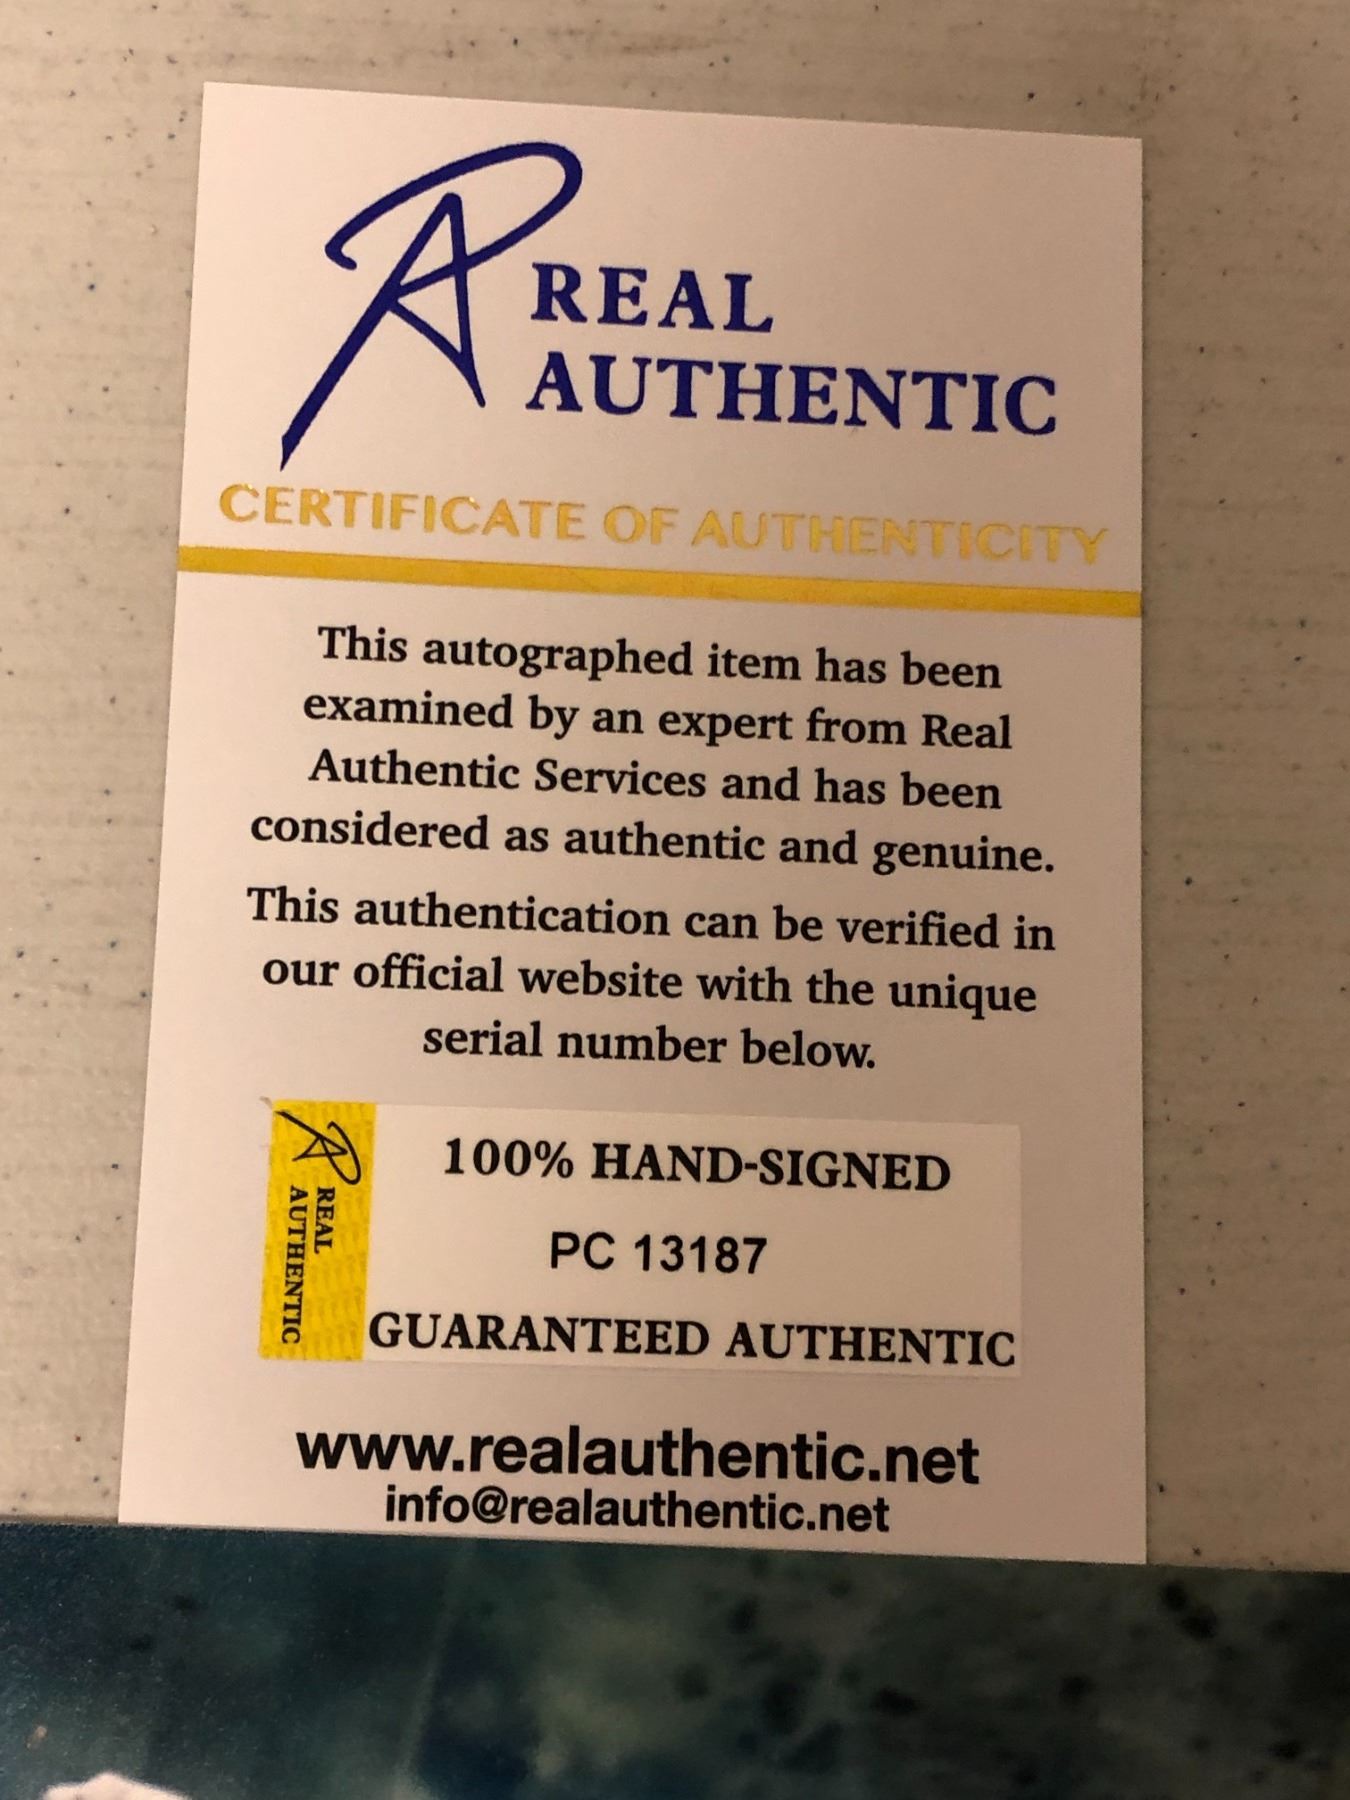 REAL
AUTHENTIC
CERTIFICATE OF AUTHENTICITY
This autographed item has been
examined by an expert from Real
Authentic Services and has been
considered as authentic and genuine.
This authentication can be verified in
our official website with the unique
serial number below.
REAL
AUTHENTIC
100% HAND-SIGNED
PC 13187
GUARANTEED AUTHENTIC
www.realauthentic.net
info@realauthentic.net